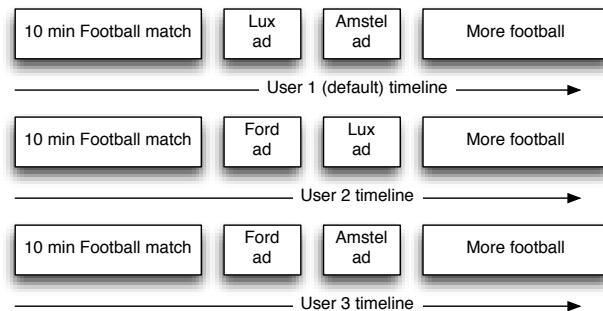 10 min Football match
Lux
ad
Amstel
ad
More football
User 1 (default) timeline
10 min Football match
Ford
ad
Lux
ad
More football
User 2 timeline
10 min Football match
Ford
ad
Amstel
ad
More football
User 3 timeline